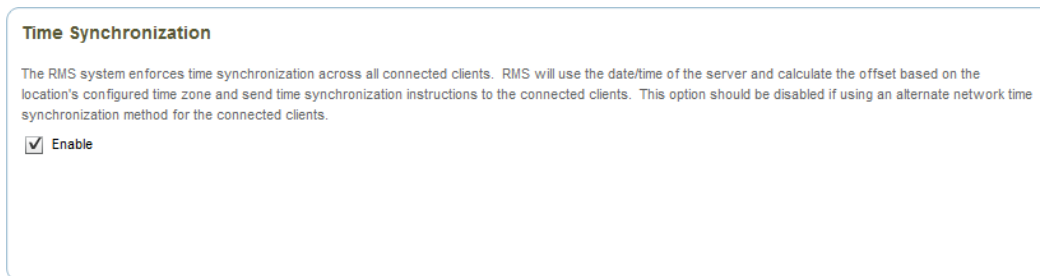 Time Synchronization
The RMS system enforces time synchronization across all connected clients.  RMS will use the date/time of the server and calculate the offset based on the
location's configured time zone and send time synchronization instructions to the connected clients.  This option should be disabled if using an alternate network time
synchronization method for the connected clients.
Enable